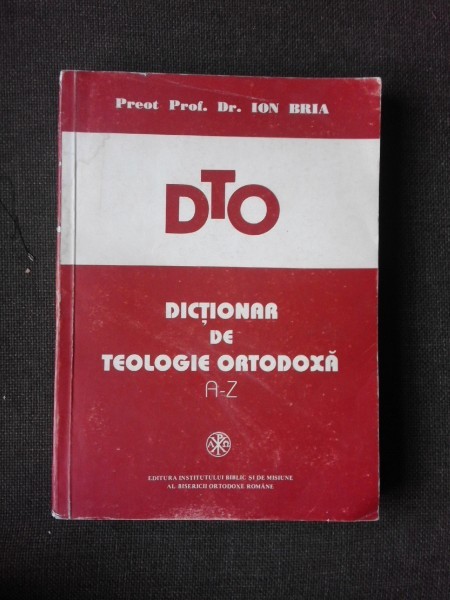 Preot Prof. Dr. ION BRIA
DTO
DICȚIONAR
DE
TEOLOGIE ORTODOXĂ
A-Z
EDITURA INSTITUTULUI BIBLIC ȘI DE MISIUNE
AL BISERICII ORTODOXE ROMÂNE